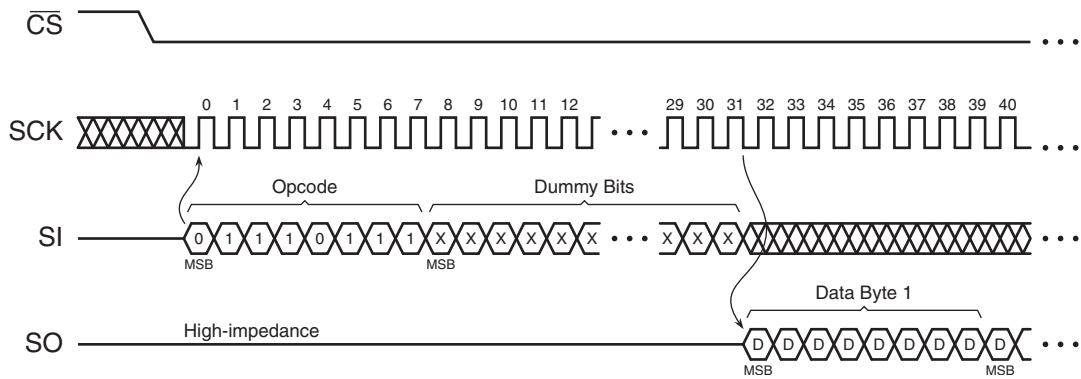 CS
0 1 2 3 4 5 6 7 8 9 10 11 12 29 30 31 32 33 34 35 36 37 38 39 40
SCK
Opcode Dummy Bits
SI 0 1 1 1 0 1 1 1 X X X X X X X X X
MSB MSB
Data Byte 1
High-impedance
SO D D D D D D D D D
MSB MSB